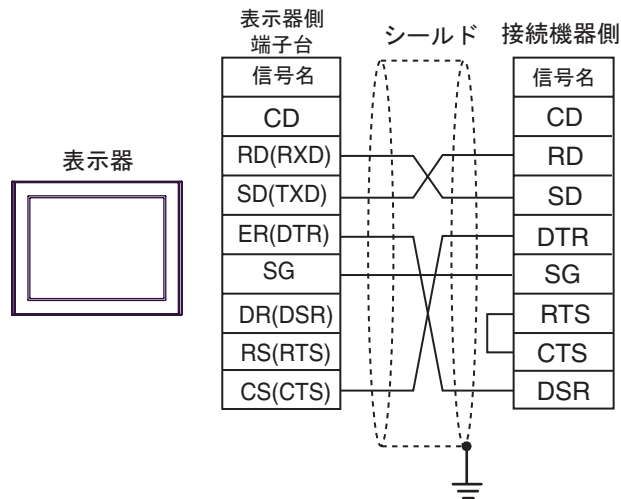 表示器
表示器側
端子台
信号名
CD
RD(RXD)
SD(TXD)
ER(DTR)
SG
DR(DSR)
RS(RTS)
CS(CTS)
シールド
接続機器側
信号名
CD
RD
SD
DTR
SG
RTS
CTS
DSR